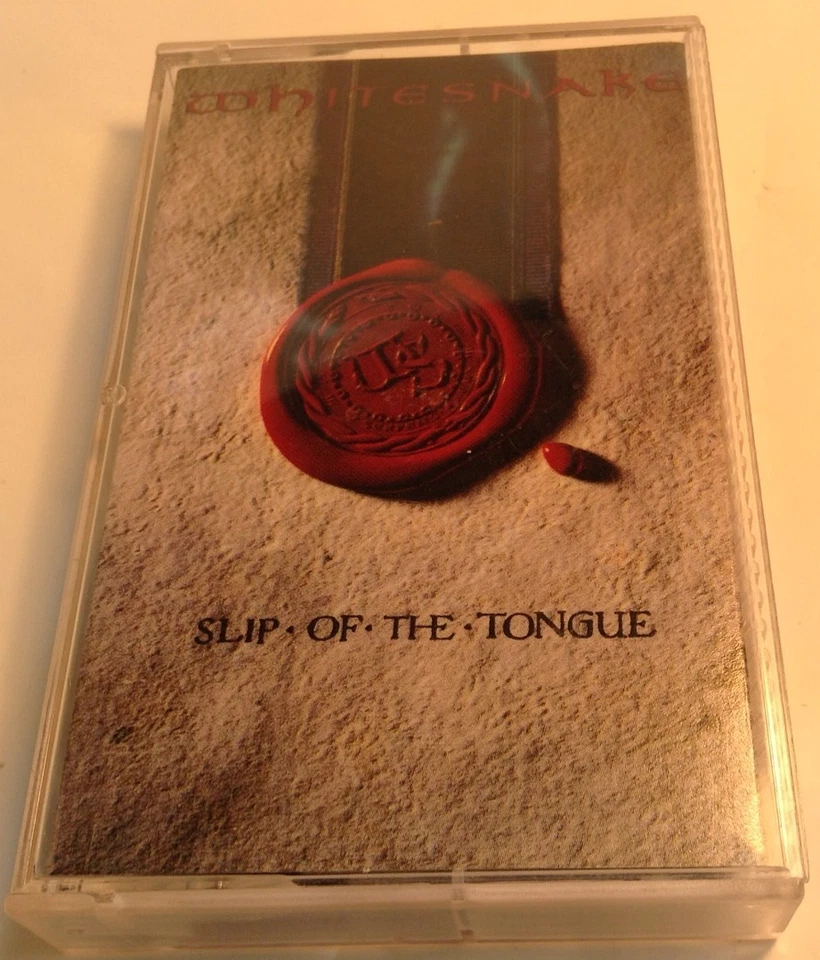 WHITESNAKE
SLIP · OF · THE · TONGUE